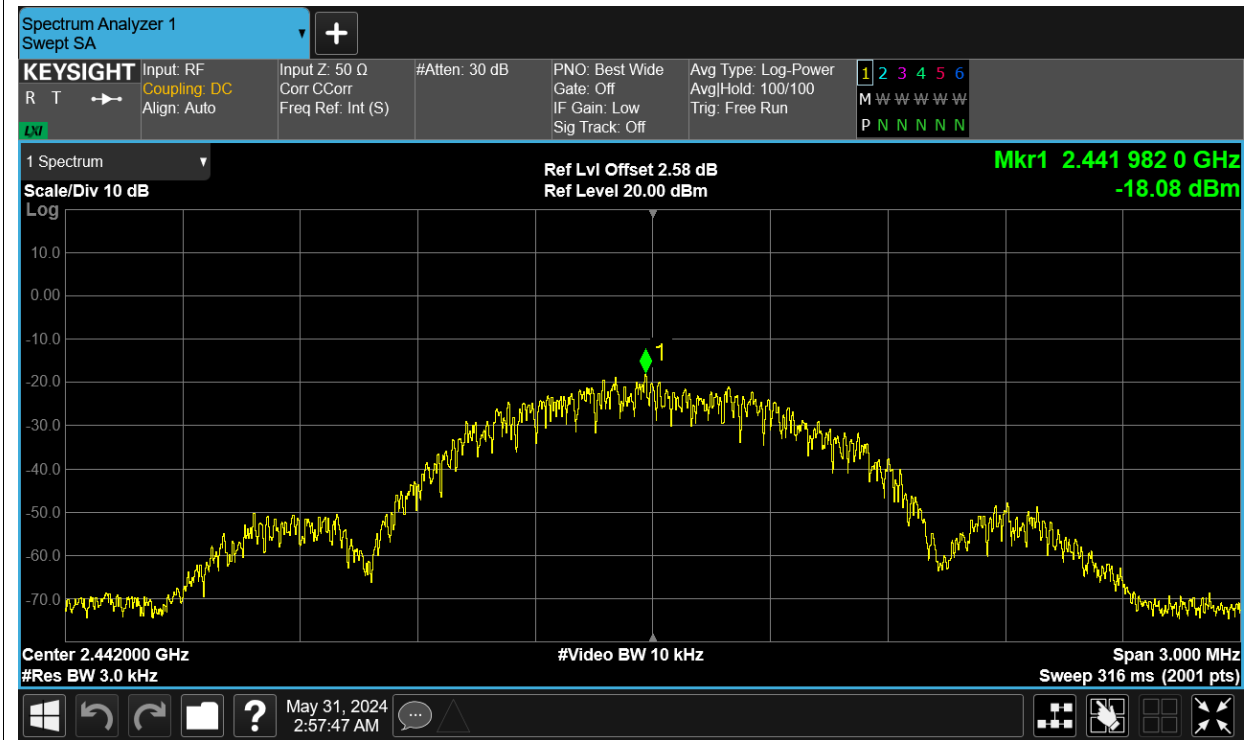 Spectrum Analyzer 1
Swept SA
KEYSIGHT
R T
LXI
Input: RF
Coupling: DC
Align: Auto
Input Z: 50 Ω
Corr CCorr
Freq Ref: Int (S)
#Atten: 30 dB
PNO: Best Wide
Gate: Off
IF Gain: Low
Sig Track: Off
Avg Type: Log-Power
Avg|Hold: 100/100
Trig: Free Run
1 2 3 4 5 6
M W W W W W
P N N N N N
1 Spectrum
Scale/Div 10 dB
Log
Ref Lvl Offset 2.58 dB
Ref Level 20.00 dBm
Mkr1 2.441 982 0 GHz
-18.08 dBm
10.0
0.00
-10.0
1
-20.0
-30.0
-40.0
-50.0
-60.0
-70.0
Center 2.442000 GHz
#Res BW 3.0 kHz
#Video BW 10 kHz
Span 3.000 MHz
Sweep 316 ms (2001 pts)
?
May 31, 2024
2:57:47 AM